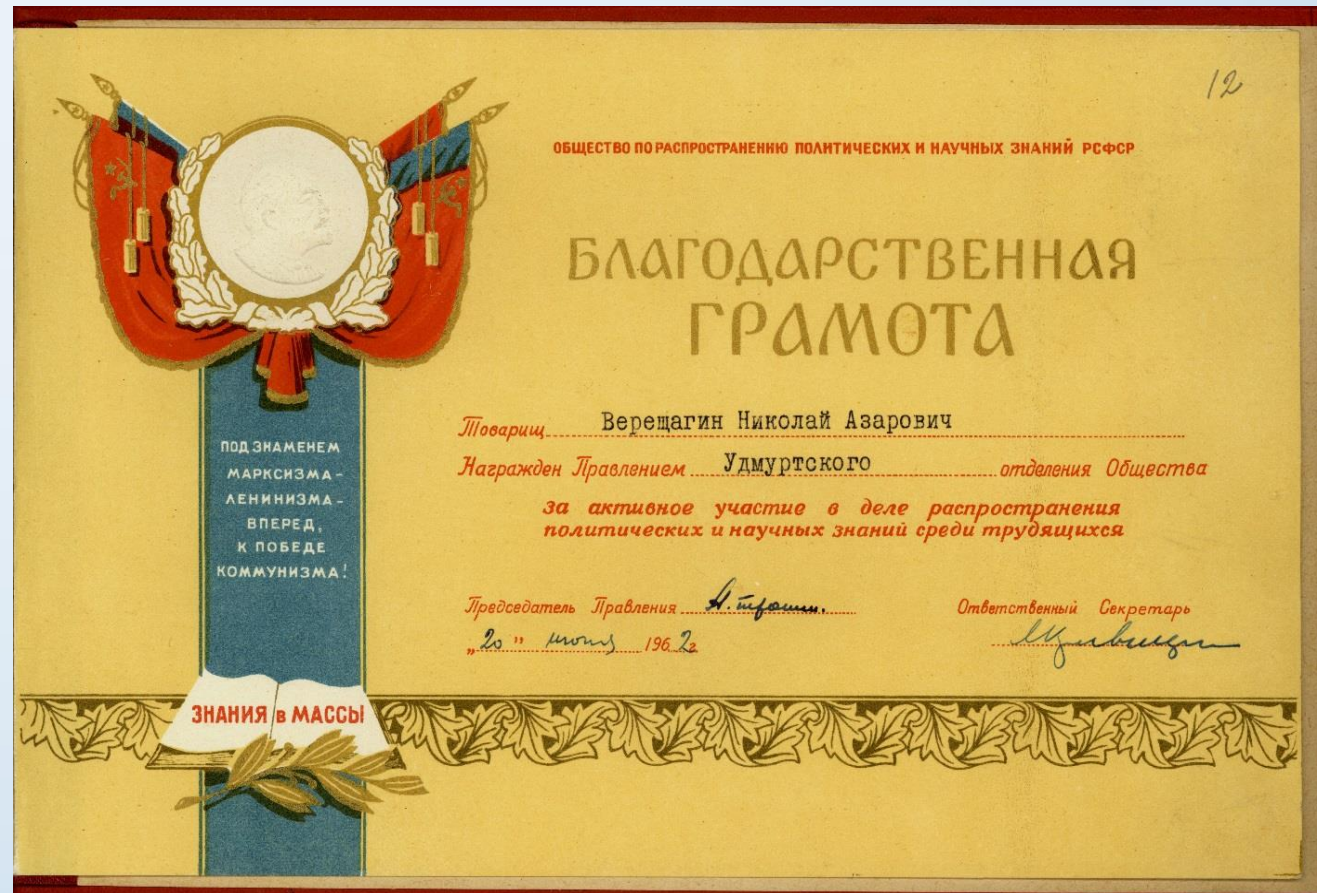 12
ОБЩЕСТВО ПО РАСПРОСТРАНЕНИЮ ПОЛИТИЧЕСКИХ И НАУЧНЫХ ЗНАНИЙ РСФСР
БЛАГОДАРСТВЕННАЯ
ГРАМОТА
Товарищ Верещагин Николай Азарович
Награжден Правлением Удмуртского отделения Общества
за активное участие в деле распространения
политических и научных знаний среди трудящихся
Председатель Правления
Ответственный Секретарь
„20" 1962г
ПОД ЗНАМЕНЕМ
МАРКСИЗМА-
ЛЕНИНИЗМА-
ВПЕРЕД,
К ПОБЕДЕ
КОММУНИЗМА!
ЗНАНИЯ в МАССЫ